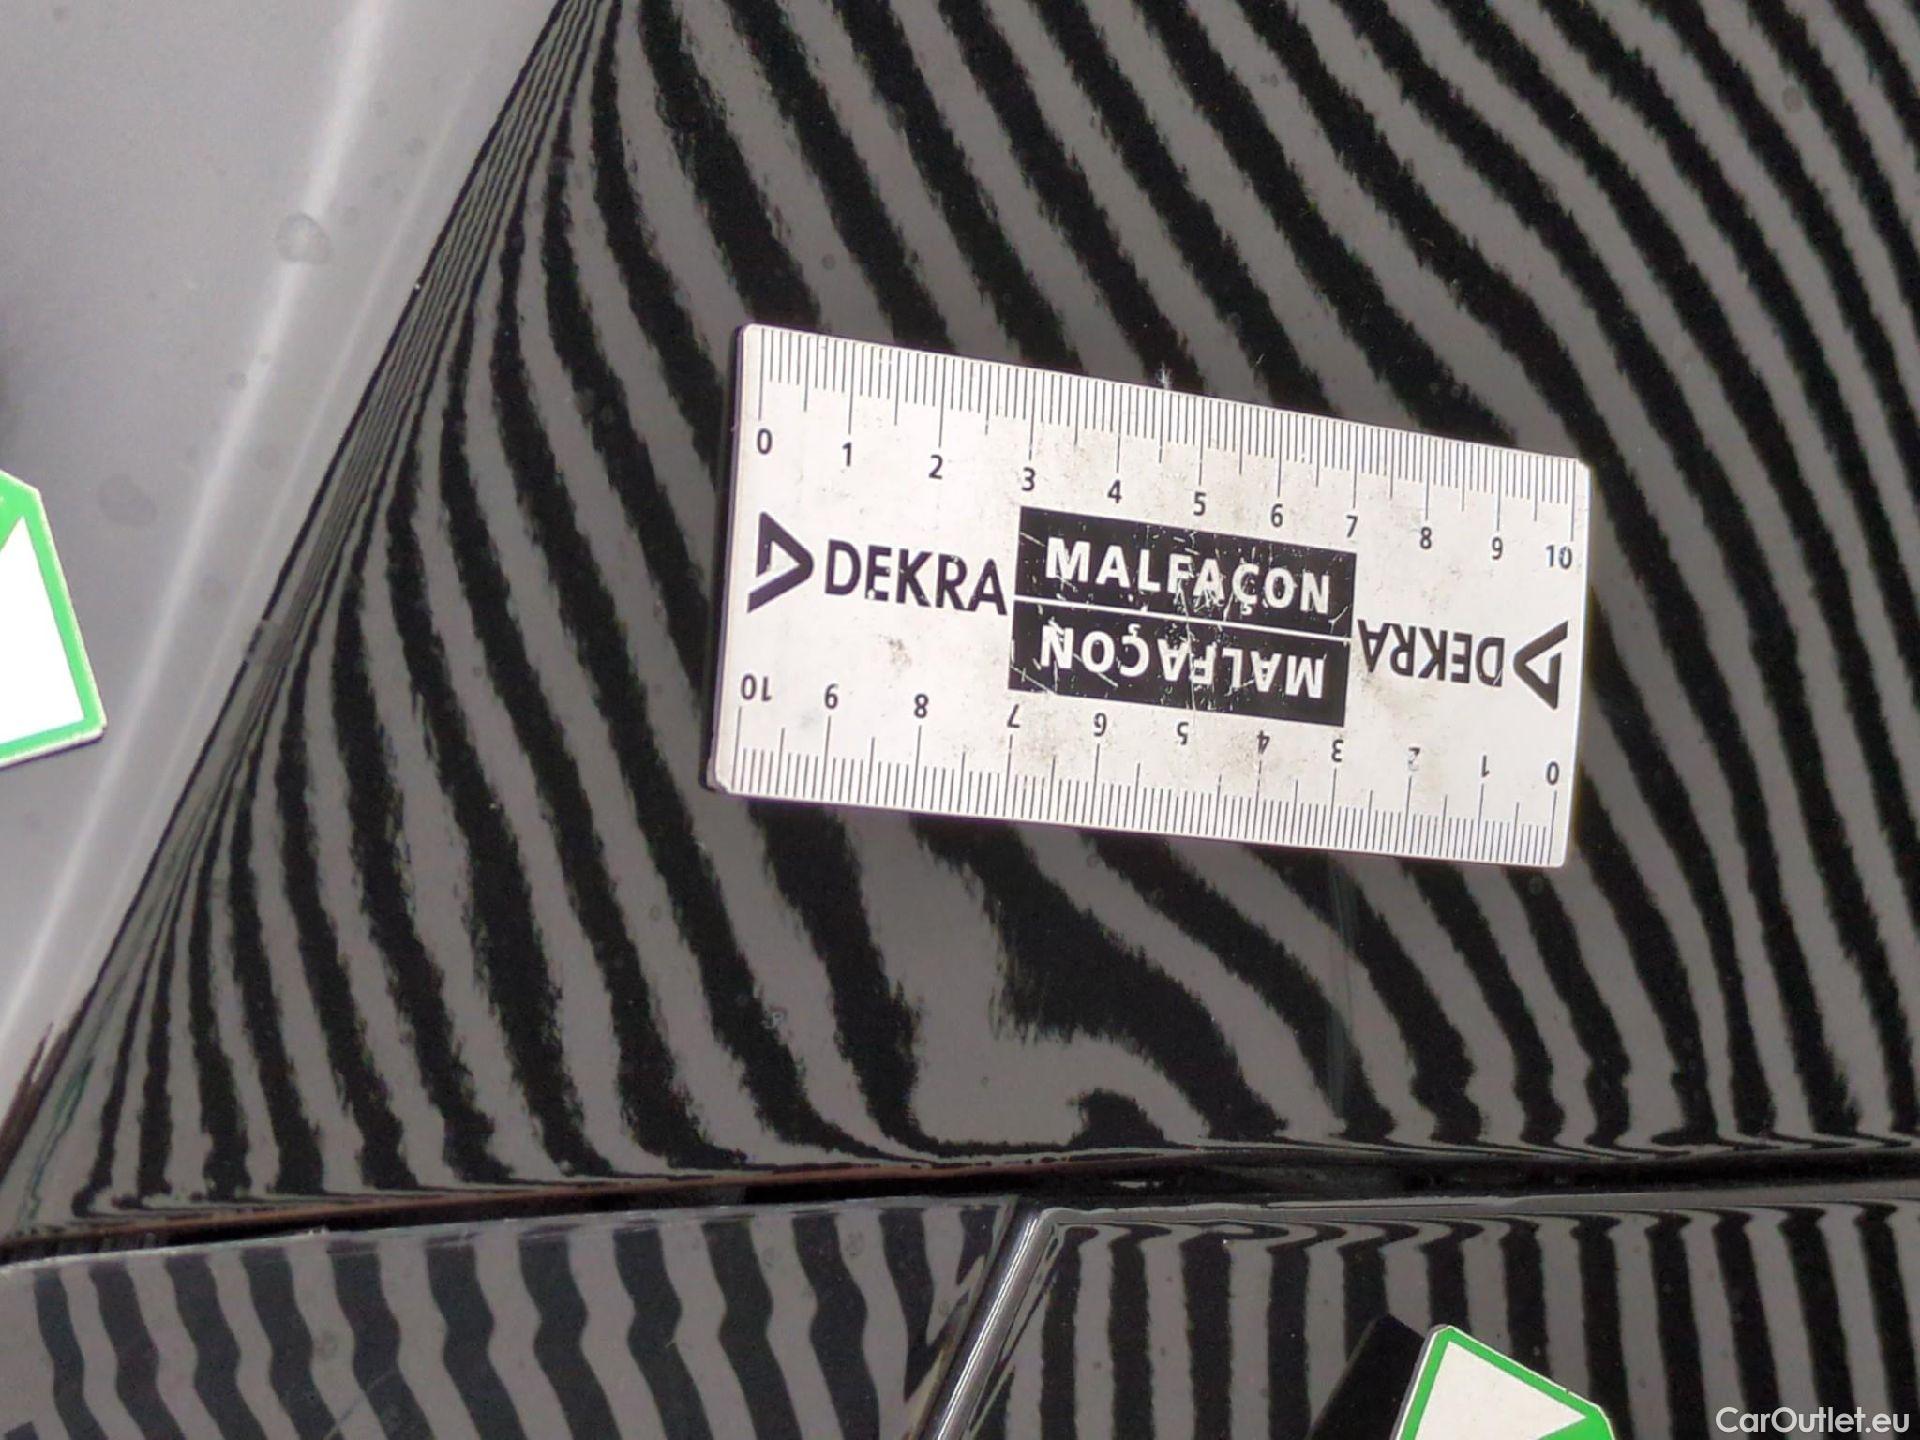 0 1 2 3 4 5 6 7 8 9 10
DEKRA MALFAÇON
MALFAÇON DEKRA
10 9 8 7 6 5 4 3 2 1 0
CarOutlet.eu